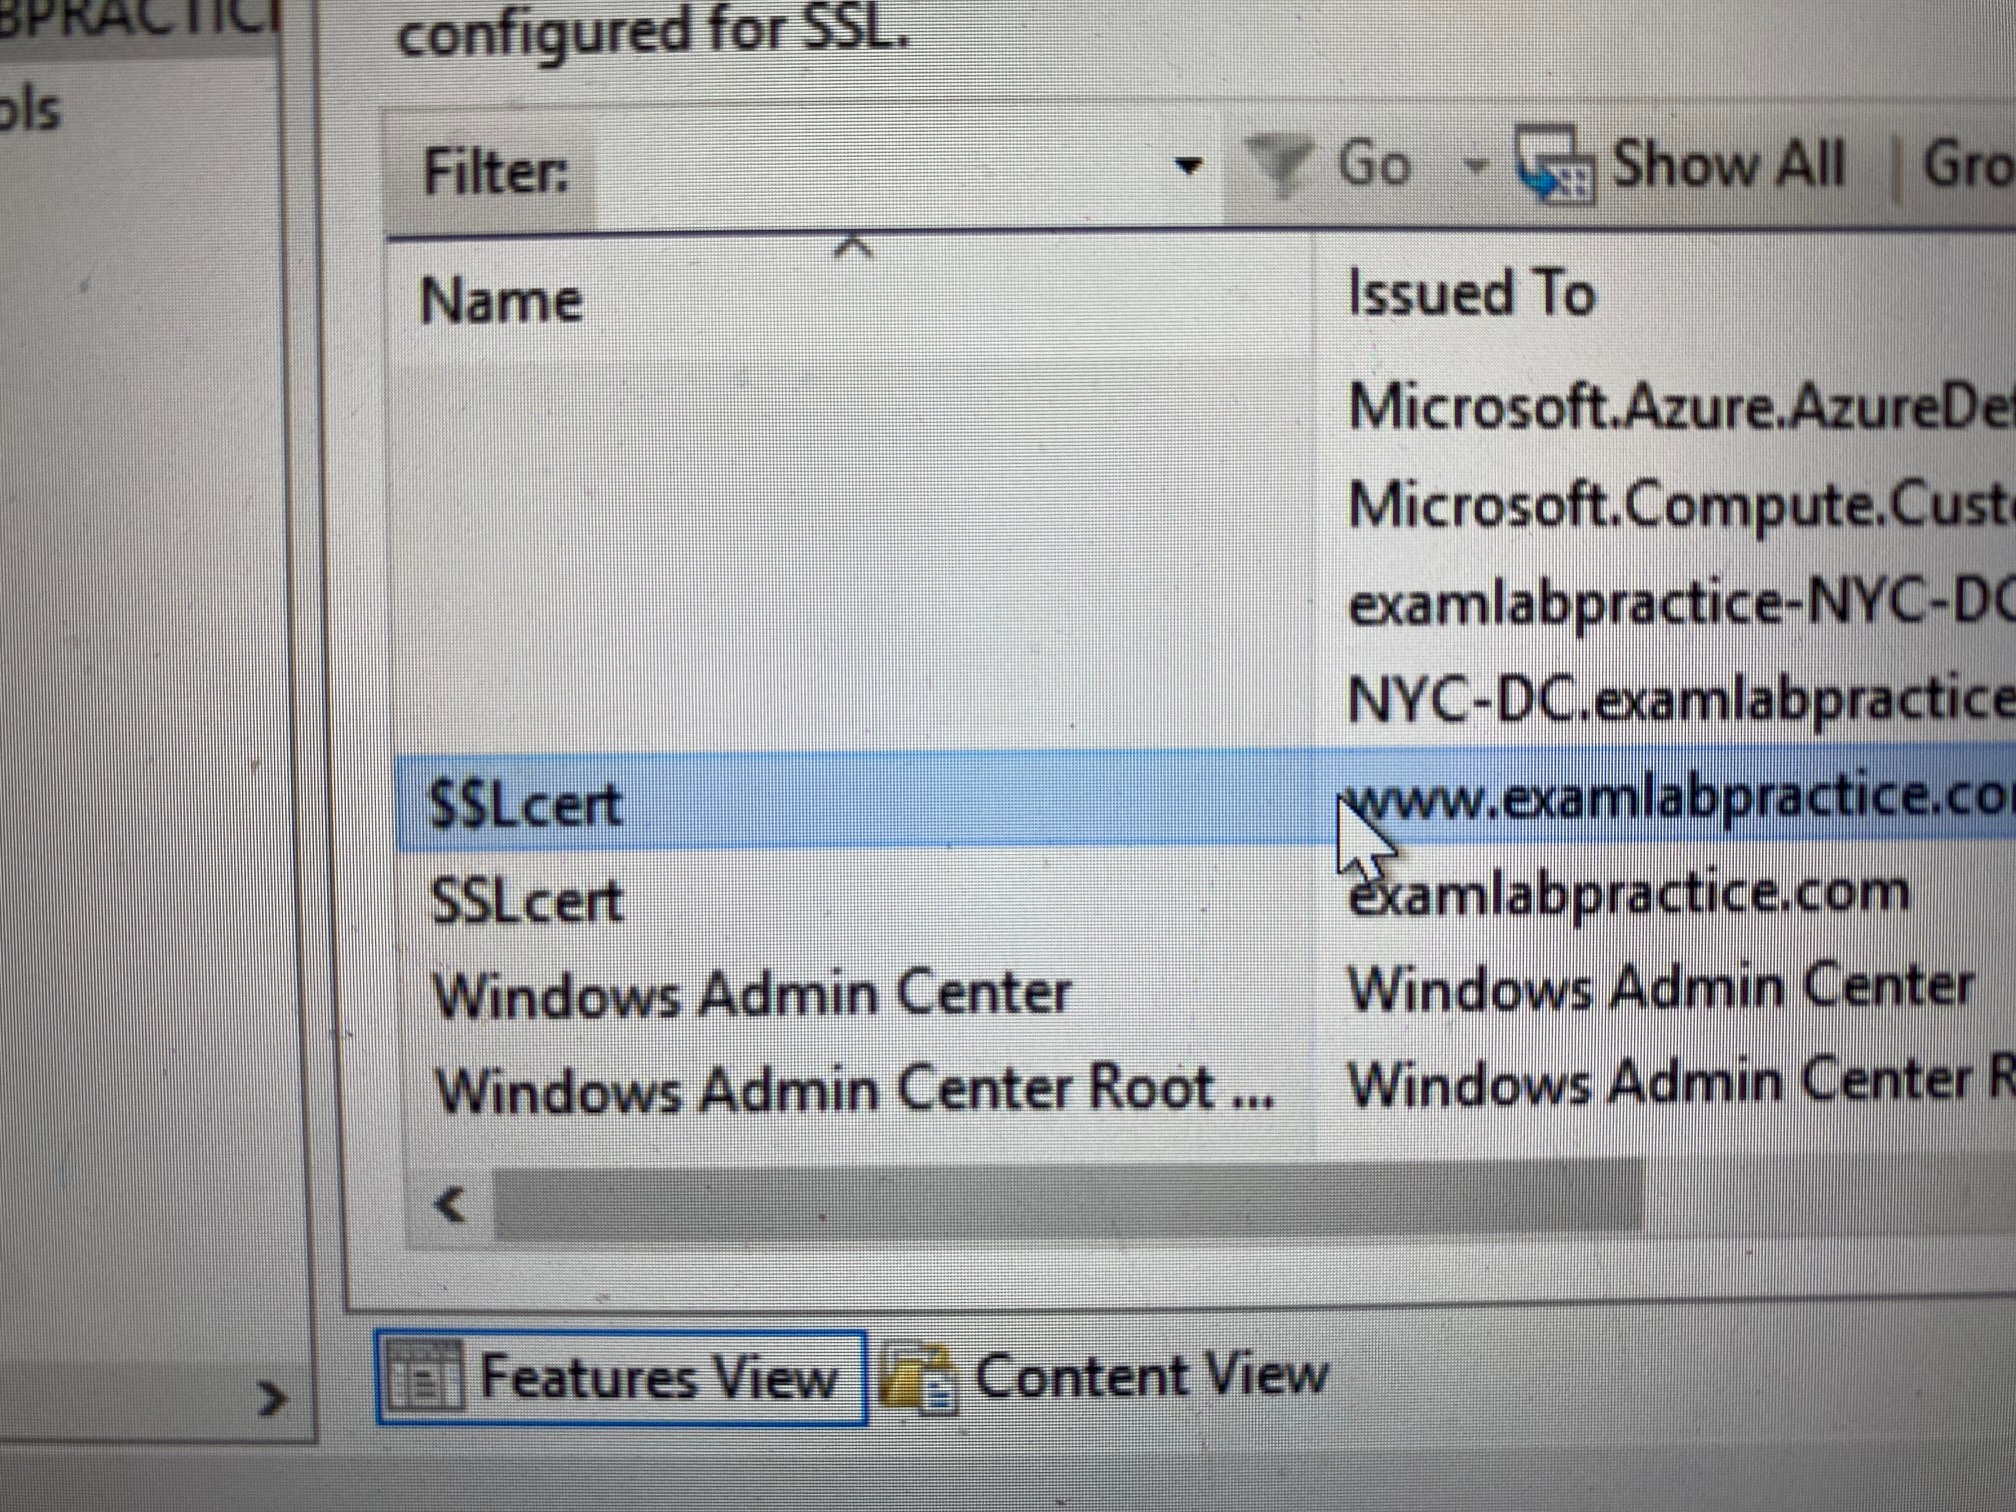 configured for SSL.
ols
Filter: Go Show All
Name Issued To
Microsoft.Azure.AzureDe
Microsoft.Compute.Cust
examlabpractice-NYC-DC
NYC-DC.examlabpractice
$SLcert www.examlabpractice.co
SSLcert examlabpractice.com
Windows Admin Center Windows Admin Center
Windows Admin Center Root ... Windows Admin Center R
Features View Content View